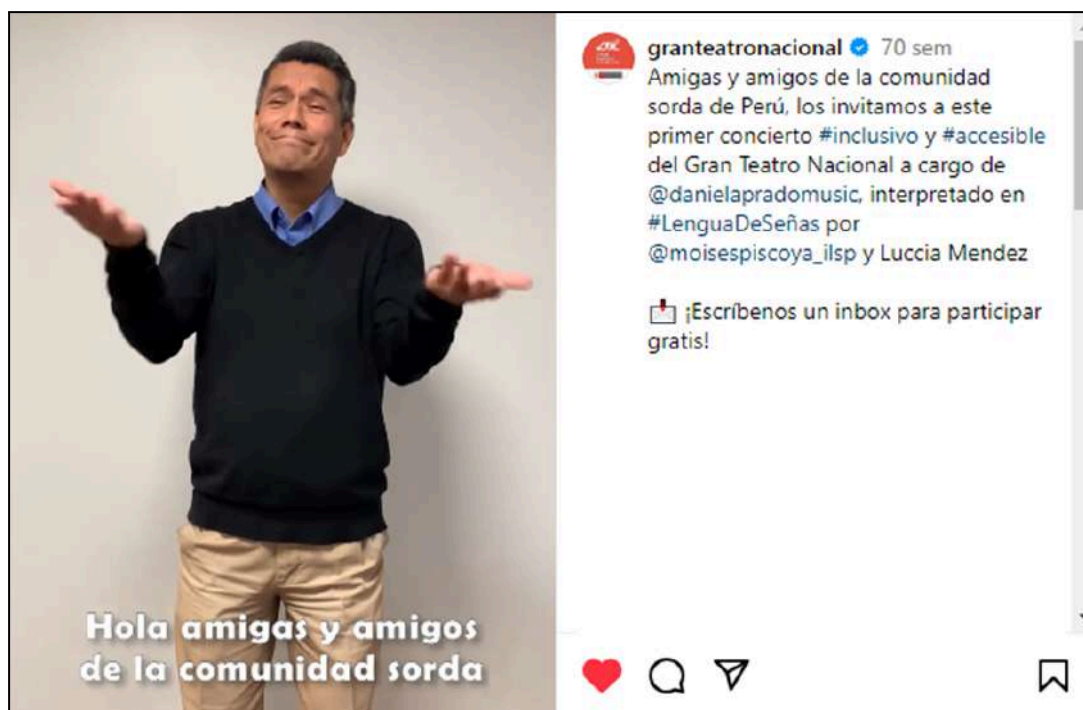 Hola amigas y amigos
de la comunidad sorda
granteatronacional 70 sem
Amigas y amigos de la comunidad
sorda de Perú, los invitamos a este
primer concierto #inclusivo y #accesible
del Gran Teatro Nacional a cargo de
@danielapradomusic, interpretado en
#LenguaDeSeñas por
@moisespiscoya_ilsp y Luccia Mendez
¡Escríbenos un inbox para participar
gratis!